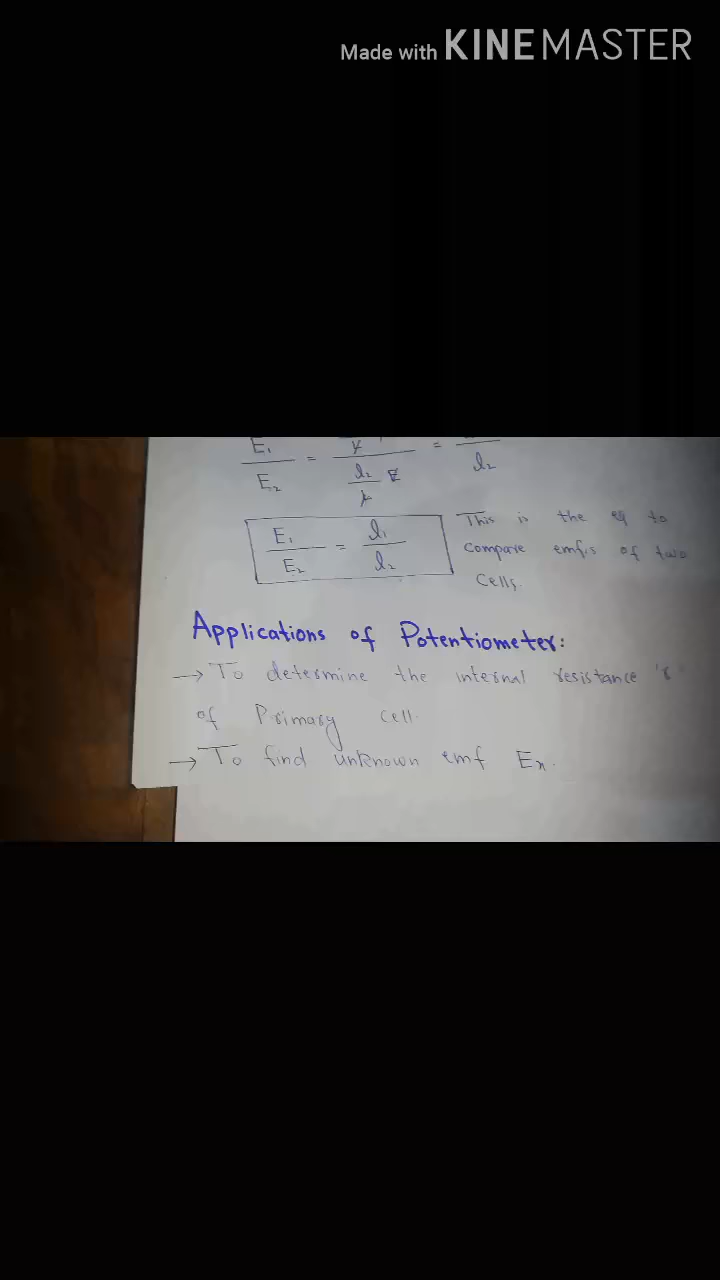 Made with KINEMASTER
E₁/E₂ = = /l₂
l₂
E₁/E₂ = l₁/l₂ This is the eq to
compare emfs of two
cells.
Applications of Potentiometer:
→ To determine the internal resistance 'r
of Primary cell.
→ To find unknown emf Ex.